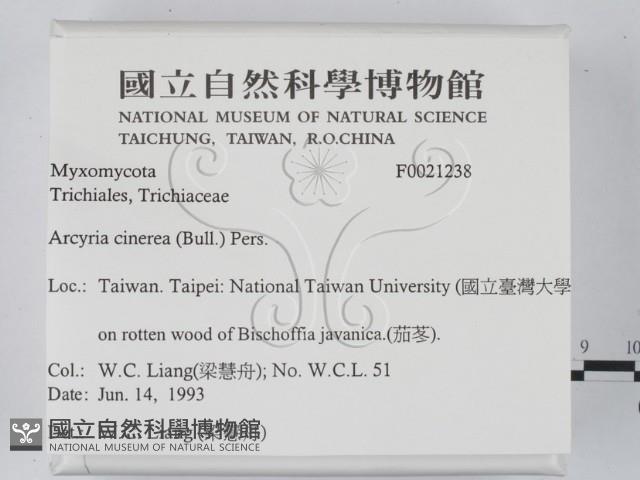 國立自然科學博物館
NATIONAL MUSEUM OF NATURAL SCIENCE
TAICHUNG, TAIWAN, R.O.CHINA
Myxomycota F0021238
Trichiales, Trichiaceae
Arcyria cinerea (Bull.) Pers.
Loc.: Taiwan. Taipei: National Taiwan University (國立臺灣大學
on rotten wood of Bischoffia javanica.(茄苳).
Col.: W.C. Liang(梁慧舟); No. W.C.L. 51
Date: Jun. 14, 1993
國立自然科學博物館
NATIONAL MUSEUM OF NATURAL SCIENCE
9 10